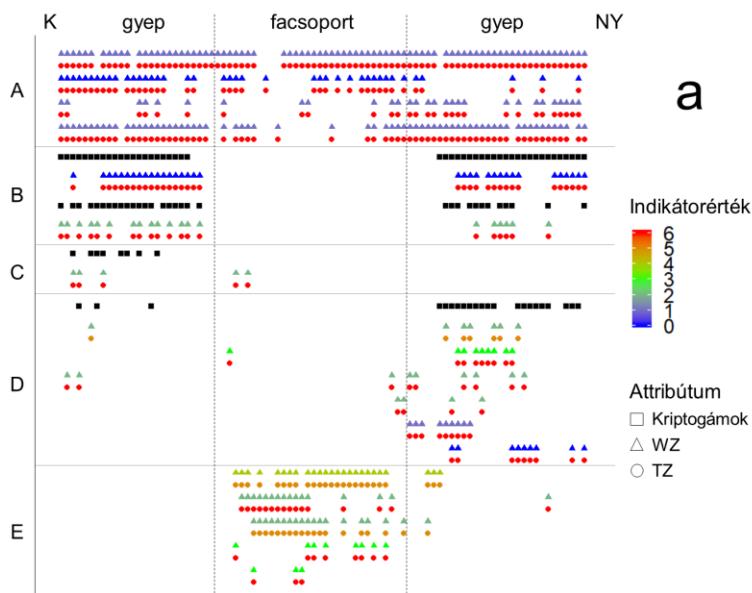 K gyep facsoport gyep NY
a
A
B
C
D
E
Indikátorérték
6
5
4
3
2
1
0
Attribútum
Kriptogámok
WZ
TZ